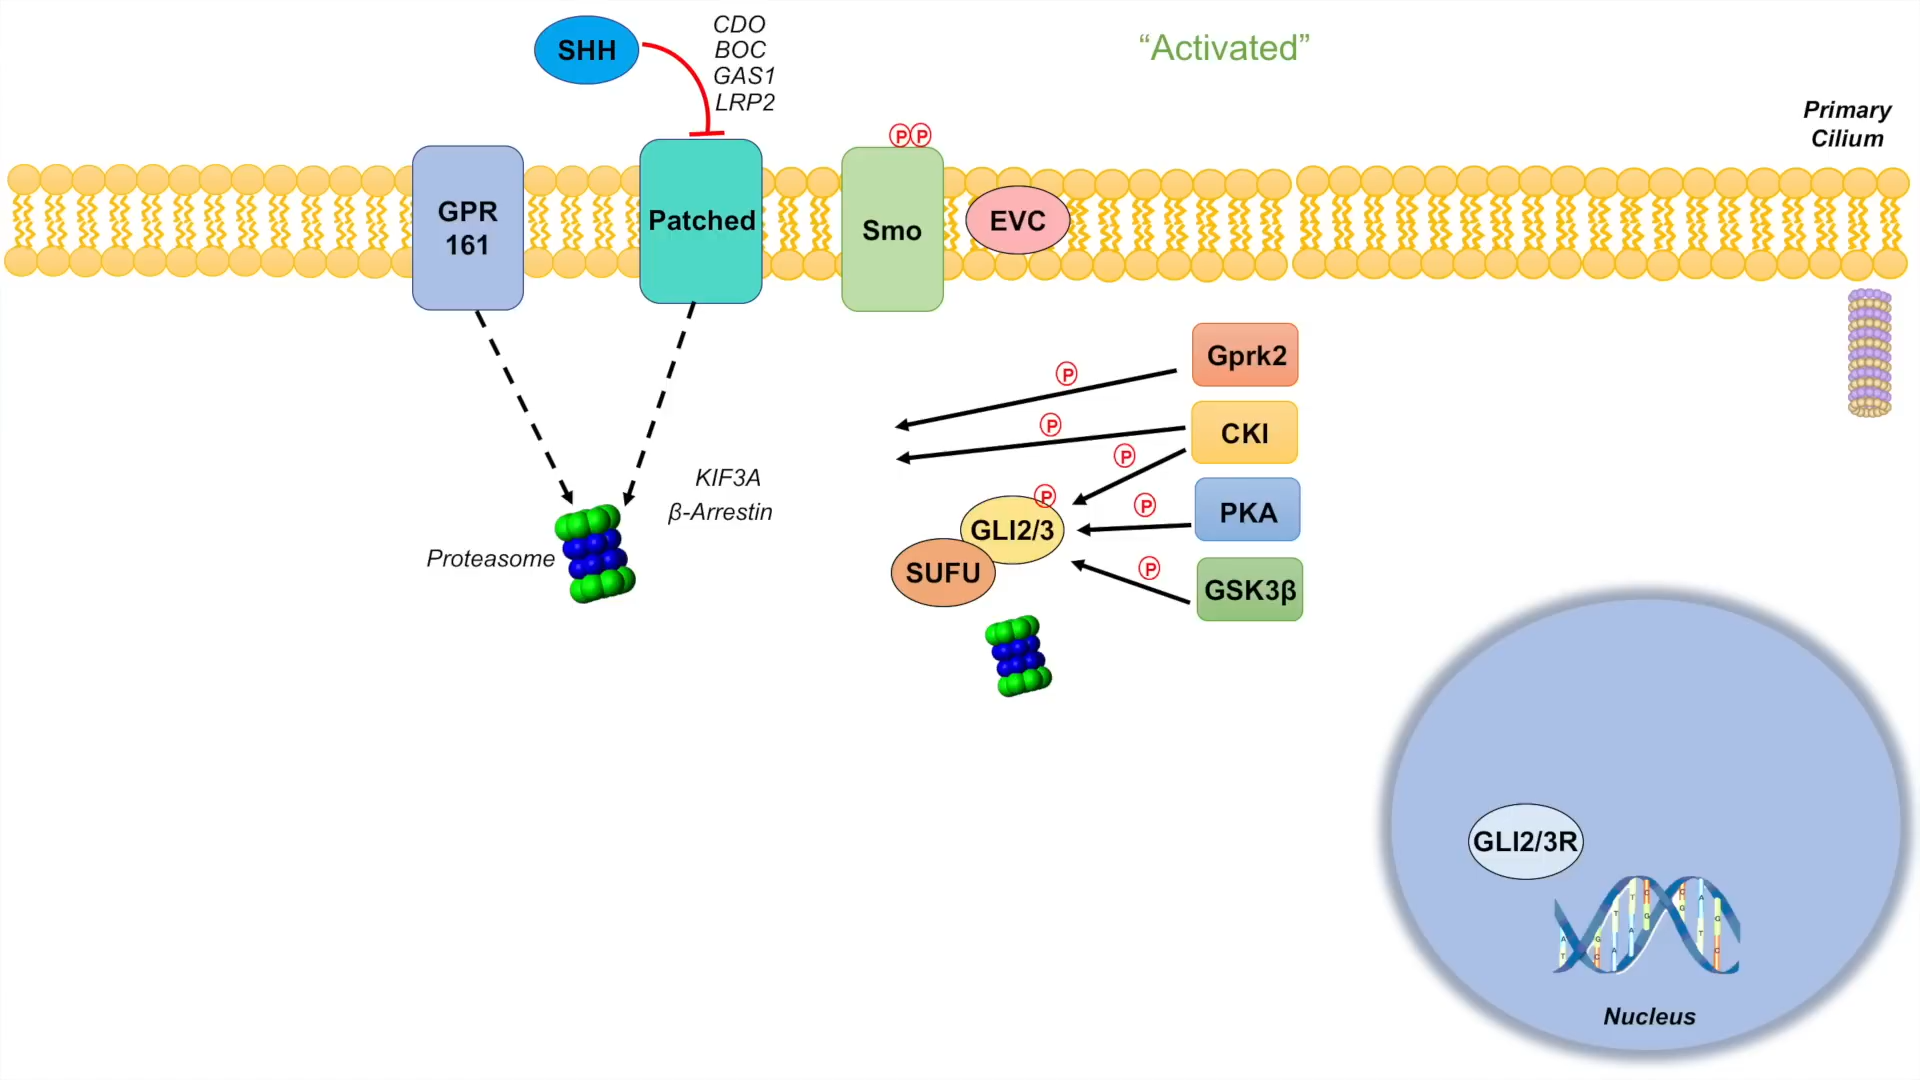 SHH
CDO
BOC
GAS1
LRP2
“Activated”
Primary
Cilium
P P
GPR
161
Patched
Smo
EVC
Gprk2
P
CKI
P
P
KIF3A
β-Arrestin
P
GLI2/3
P
PKA
Proteasome
SUFU
P
GSK3β
GLI2/3R
Nucleus